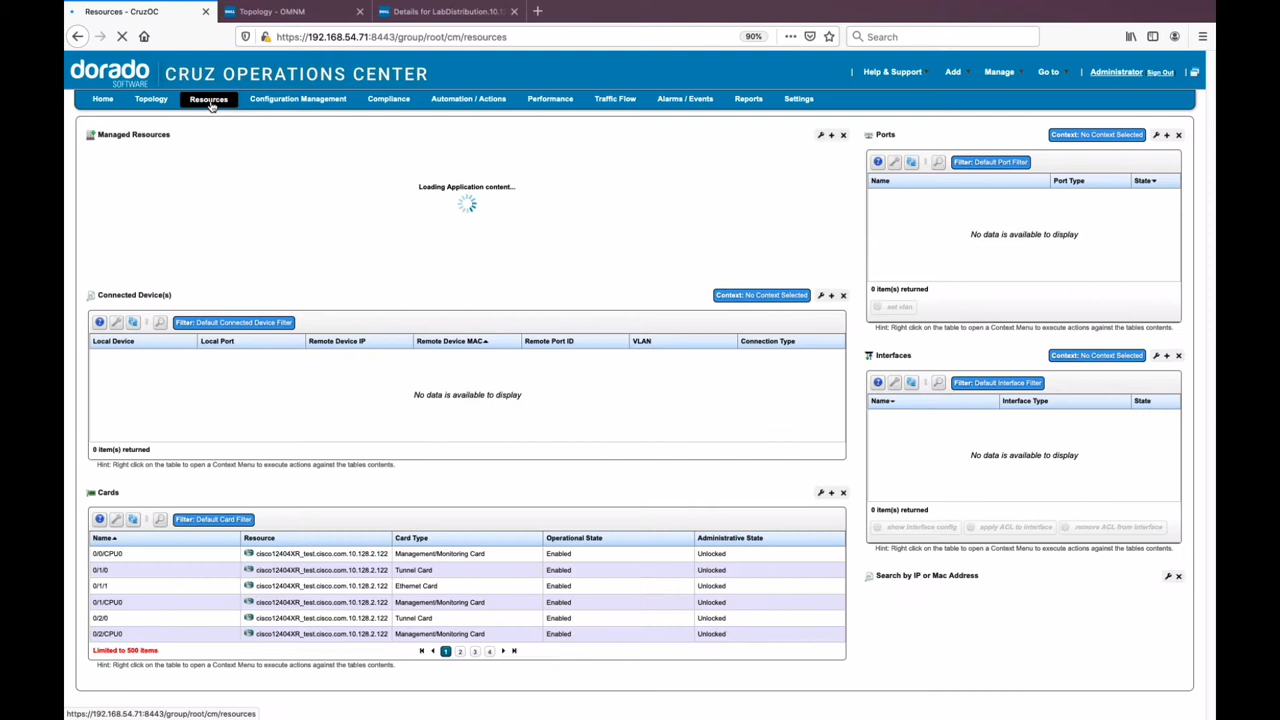 Resources - CruzOC
Topology - OMNM
Details for LabDistribution.10.1
https://192.168.54.71:8443/group/root/cm/resources
90%
Search
dorado
SOFTWARE
CRUZ OPERATIONS CENTER
Help & Support
Add
Manage
Go to
Administrator
Sign Out
Home
Topology
Resources
Configuration Management
Compliance
Automation / Actions
Performance
Traffic Flow
Alarms / Events
Reports
Settings
Managed Resources
Loading Application content...
Connected Device(s)
Context: No Context Selected
Filter: Default Connected Device Filter
Local Device Local Port Remote Device IP Remote Device MAC Remote Port ID VLAN Connection Type
No data is available to display
0 item(s) returned
Hint: Right click on the table to open a Context Menu to execute actions against the tables contents.
Cards
Filter: Default Card Filter
Name Resource Card Type Operational State Administrative State
0/0/CPU0 cisco12404XR_test.cisco.com.10.128.2.122 Management/Monitoring Card Enabled Unlocked
0/1/0 cisco12404XR_test.cisco.com.10.128.2.122 Tunnel Card Enabled Unlocked
0/1/1 cisco12404XR_test.cisco.com.10.128.2.122 Ethernet Card Enabled Unlocked
0/1/CPU0 cisco12404XR_test.cisco.com.10.128.2.122 Management/Monitoring Card Enabled Unlocked
0/2/0 cisco12404XR_test.cisco.com.10.128.2.122 Tunnel Card Enabled Unlocked
0/2/CPU0 cisco12404XR_test.cisco.com.10.128.2.122 Management/Monitoring Card Enabled Unlocked
Limited to 500 items
1 2 3 4
Hint: Right click on the table to open a Context Menu to execute actions against the tables contents.
Ports
Context: No Context Selected
Filter: Default Port Filter
Name Port Type State
No data is available to display
0 item(s) returned
set vlan
Hint: Right click on the table to open a Context Menu to execute actions against the tables contents.
Interfaces
Context: No Context Selected
Filter: Default Interface Filter
Name Interface Type State
No data is available to display
0 item(s) returned
show Interface config apply ACL to interface remove ACL from interface
Hint: Right click on the table to open a Context Menu to execute actions against the tables contents.
Search by IP or Mac Address
https://192.168.54.71:8443/group/root/cm/resources